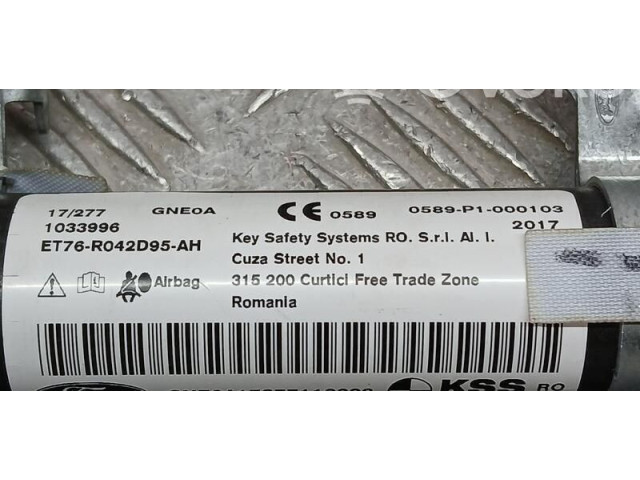 17/277 GNE0A CE 0589 0589-P1-000103
1033996 2017
ET76-R042D95-AH Key Safety Systems RO. S.r.l. Al. I.
Cuza Street No. 1
Airbag 315 200 Curtici Free Trade Zone
Romania
KSS RO